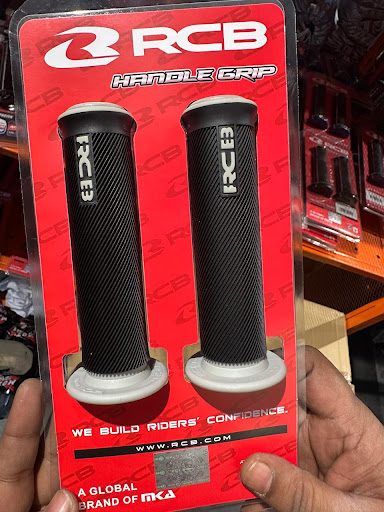 RCB
HANDLE GRIP
RCB
RCB
WE BUILD RIDERS' CONFIDENCE.
WWW.RCB.COM
A GLOBAL
BRAND OF MKA